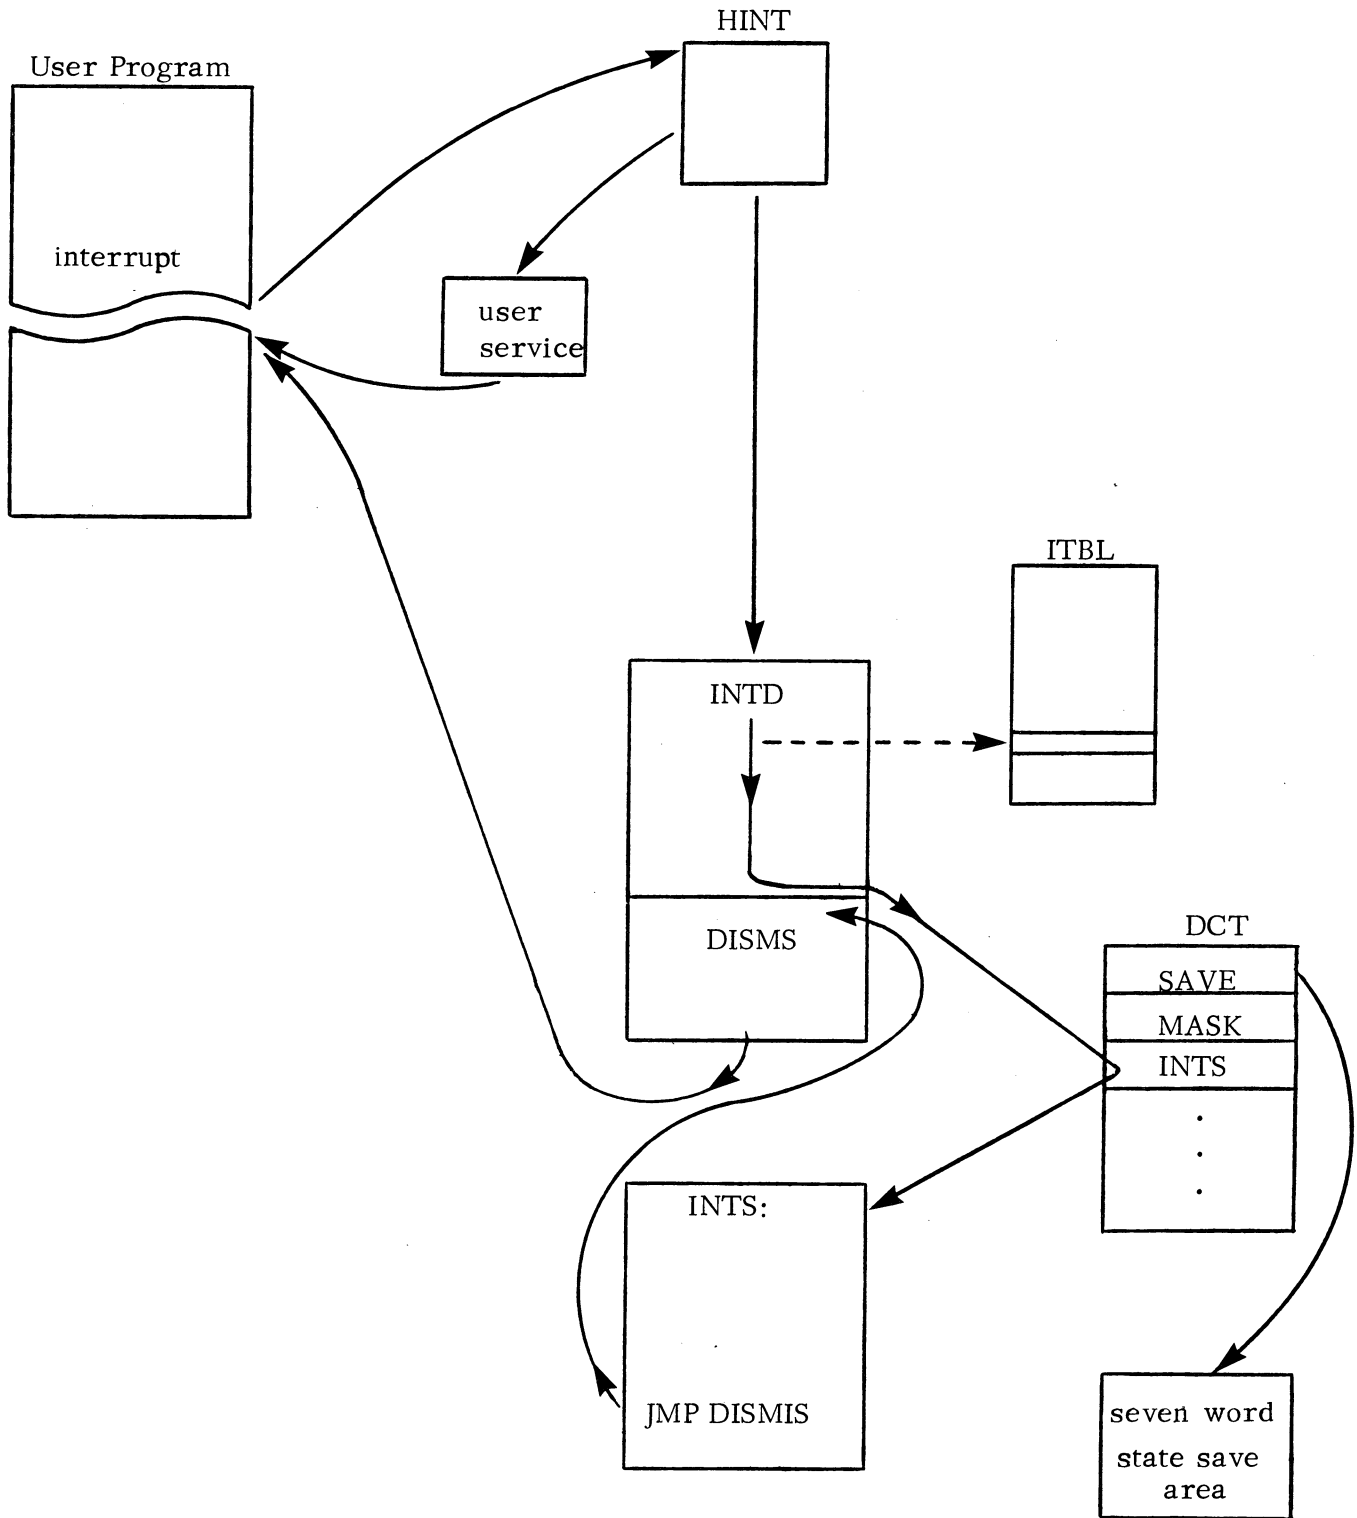 HINT
User Program
interrupt
user
service
ITBL
INTD
DISMS
DCT
SAVE
MASK
INTS
INTS:
JMP DISMIS
seven word
state save
area